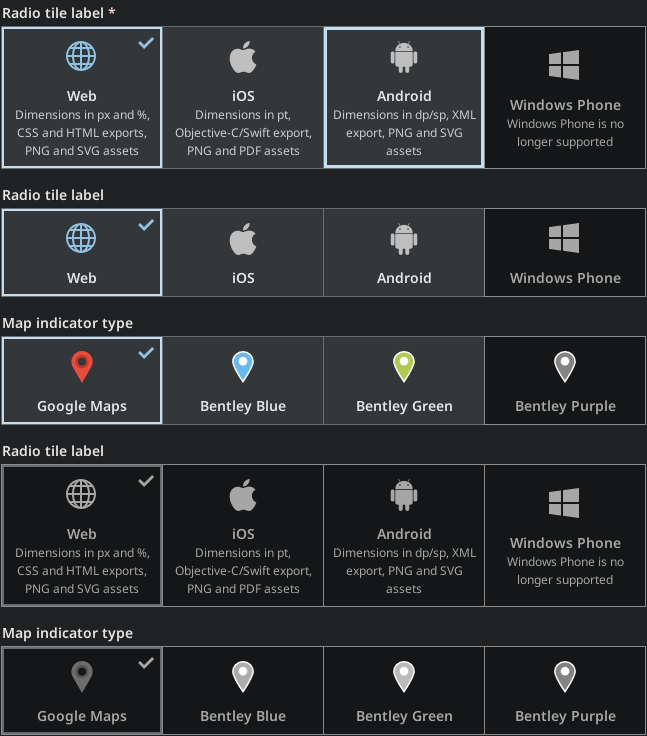 Radio tile label *
Web
Dimensions in px and %,
CSS and HTML exports,
PNG and SVG assets
iOS
Dimensions in pt,
Objective-C/Swift export,
PNG and PDF assets
Android
Dimensions in dp/sp, XML
export, PNG and SVG
assets
Windows Phone
Windows Phone is no
longer supported
Radio tile label
Web
iOS
Android
Windows Phone
Map indicator type
Google Maps
Bentley Blue
Bentley Green
Bentley Purple
Radio tile label
Web
Dimensions in px and %,
CSS and HTML exports,
PNG and SVG assets
iOS
Dimensions in pt,
Objective-C/Swift export,
PNG and PDF assets
Android
Dimensions in dp/sp, XML
export, PNG and SVG
assets
Windows Phone
Windows Phone is no
longer supported
Map indicator type
Google Maps
Bentley Blue
Bentley Green
Bentley Purple